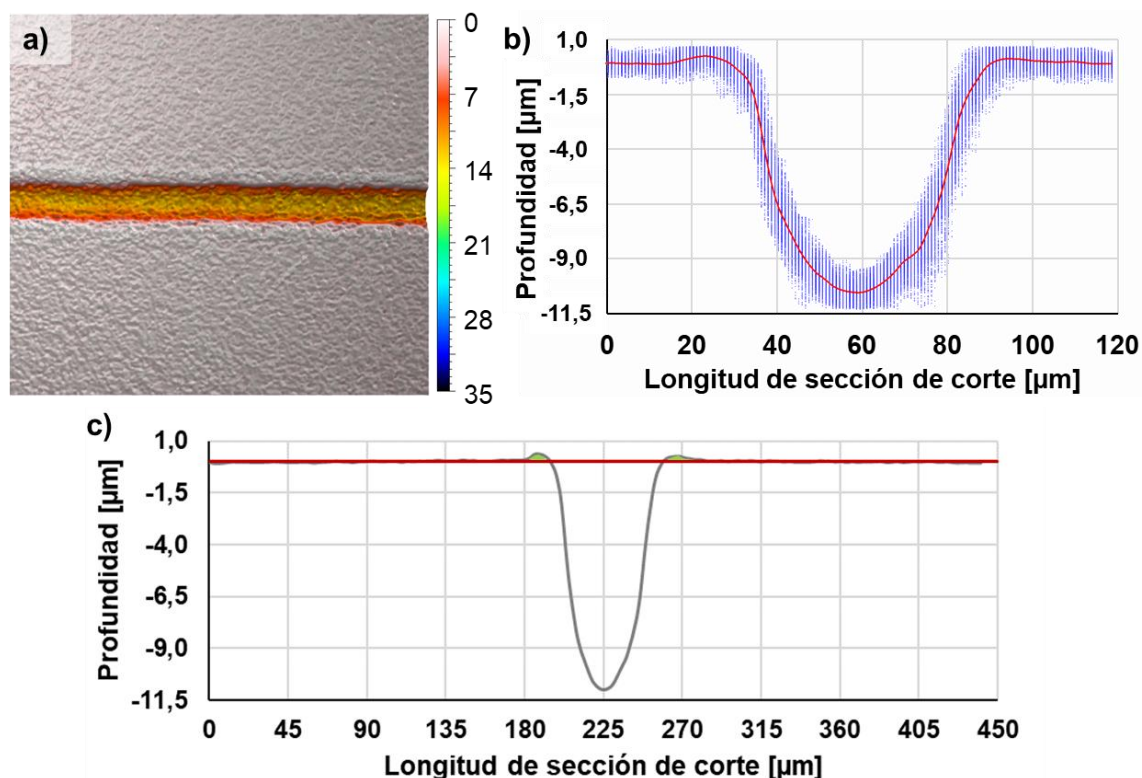 a)
0
7
14
21
28
35
b)
Profundidad [µm]
1,0
-1,5
-4,0
-6,5
-9,0
-11,5
0 20 40 60 80 100 120
Longitud de sección de corte [µm]
c)
Profundidad [µm]
1,0
-1,5
-4,0
-6,5
-9,0
-11,5
0 45 90 135 180 225 270 315 360 405 450
Longitud de sección de corte [µm]